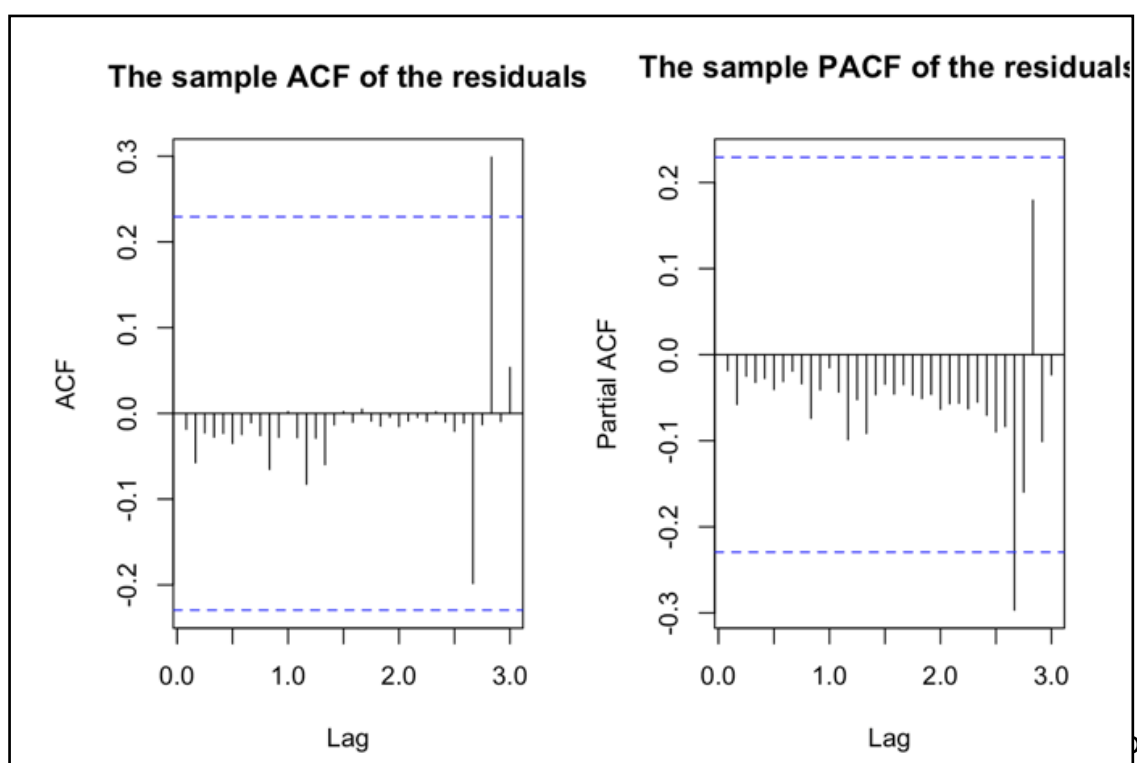 The sample ACF of the residuals
0.3
0.2
0.1
0.0
-0.1
-0.2
ACF
0.0 1.0 2.0 3.0
Lag
The sample PACF of the residuals
0.2
0.1
0.0
-0.1
-0.2
-0.3
Partial ACF
0.0 1.0 2.0 3.0
Lag